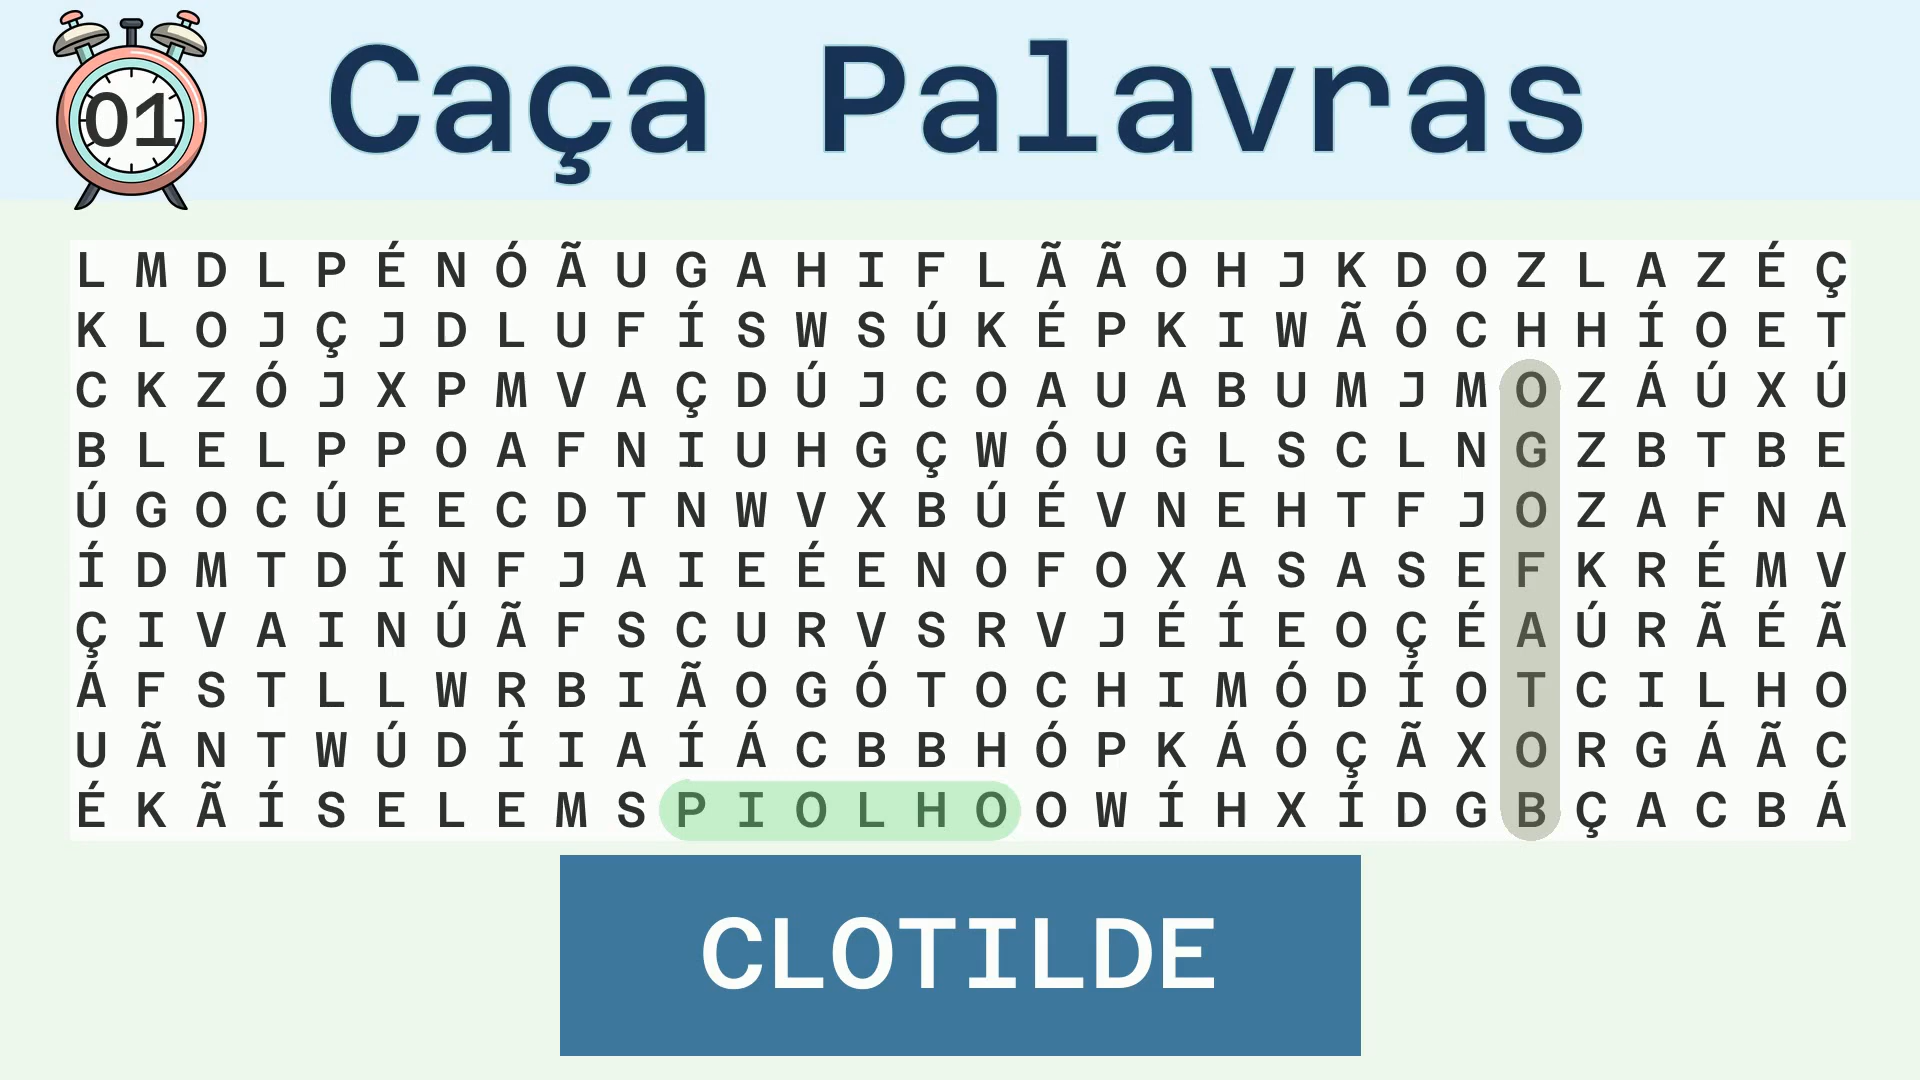 01
Caça Palavras
L M D L P É N Ó Ã U G A H I F L Ã Ã O H J K D O Z L A Z É Ç
K L O J Ç J D L U F Í S W S Ú K É P K I W Ã Ó C H H Í O E T
C K Z Ó J X P M V A Ç D Ú J C O A U A B U M J M O Z Á Ú X Ú
B L E L P P O A F N I U H G Ç W Ó U G L S C L N G Z B T B E
Ú G O C Ú E E C D T N W V X B Ú É V N E H T F J O Z A F N A
Í D M T D Í N F J A I E É E N O F O X A S A S E F K R É M V
Ç I V A I N Ú Ã F S C U R V S R V J É Í E O Ç É A Ú R Ã É Ã
Á F S T L L W R B I Ã O G Ó T O C H I M Ó D Í O T C I L H O
U Ã N T W Ú D Í I A Í Á C B B H Ó P K Á Ó Ç Ã X O R G Á Ã C
É K Ã Í S E L E M S P I O L H O O W Í H X Í D G B Ç A C B Á
CLOTILDE